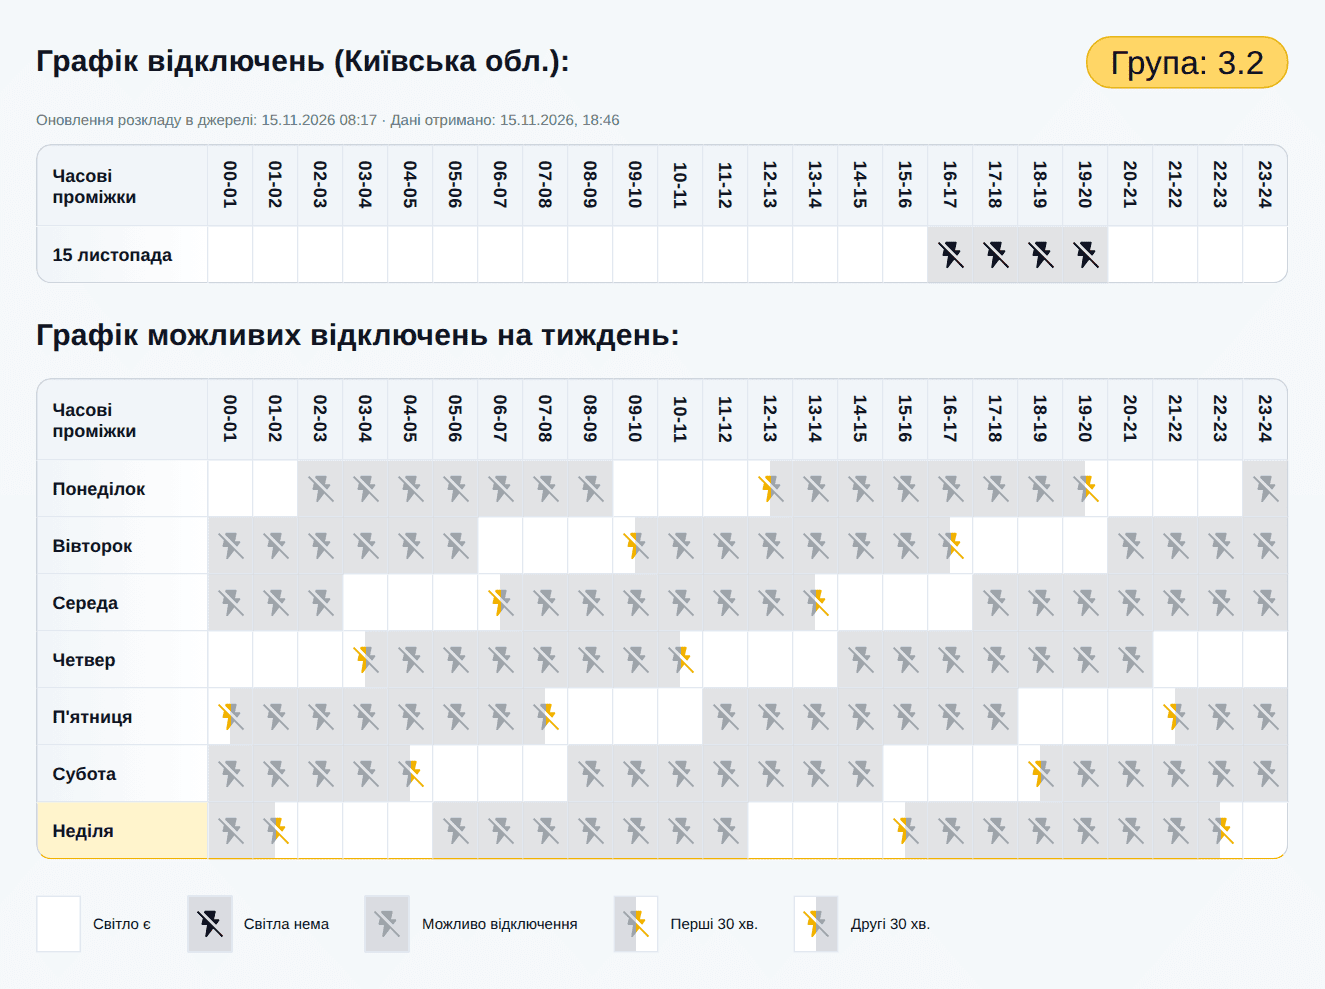 Графік відключень (Київська обл.):
Група: 3.2
Оновлення розкладу в джерелі: 15.11.2026 08:17 · Дані отримано: 15.11.2026, 18:46
Часові проміжки 00-01 01-02 02-03 03-04 04-05 05-06 06-07 07-08 08-09 09-10 10-11 11-12 12-13 13-14 14-15 15-16 16-17 17-18 18-19 19-20 20-21 21-22 22-23 23-24
15 листопада
Графік можливих відключень на тиждень:
Часові проміжки 00-01 01-02 02-03 03-04 04-05 05-06 06-07 07-08 08-09 09-10 10-11 11-12 12-13 13-14 14-15 15-16 16-17 17-18 18-19 19-20 20-21 21-22 22-23 23-24
Понеділок
Вівторок
Середа
Четвер
П'ятниця
Субота
Неділя
Світло є Світла нема Можливо відключення Перші 30 хв. Другі 30 хв.